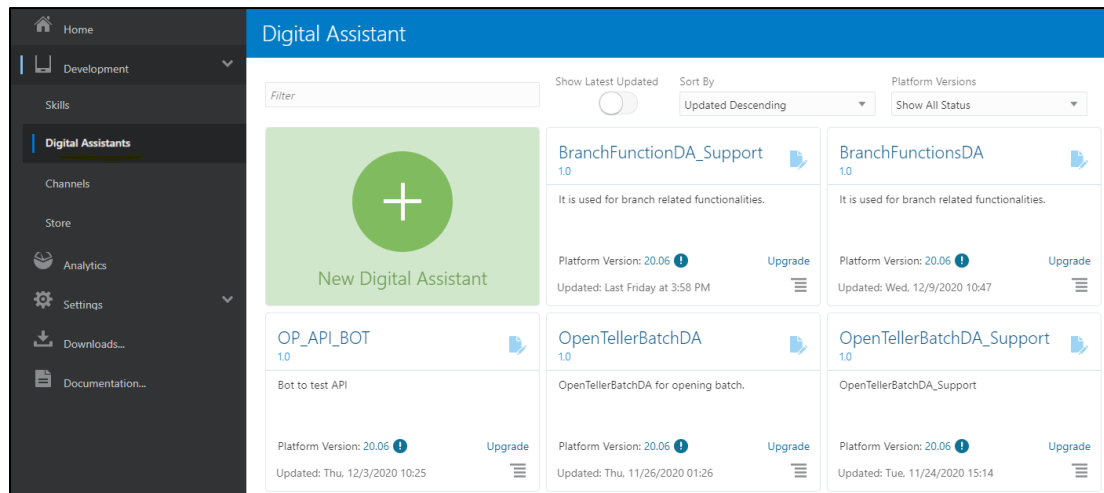 Home
Development
Skills
Digital Assistants
Channels
Store
Analytics
Settings
Downloads...
Documentation...
Digital Assistant
Filter
Show Latest Updated
Sort By
Updated Descending
Platform Versions
Show All Status
New Digital Assistant
BranchFunctionDA_Support
1.0
It is used for branch related functionalities.
Platform Version: 20.06 Upgrade
Updated: Last Friday at 3:58 PM
BranchFunctionsDA
1.0
It is used for branch related functionalities.
Platform Version: 20.06 Upgrade
Updated: Wed, 12/9/2020 10:47
OP_API_BOT
1.0
Bot to test API
Platform Version: 20.06 Upgrade
Updated: Thu, 12/3/2020 10:25
OpenTellerBatchDA
1.0
OpenTellerBatchDA for opening batch.
Platform Version: 20.06 Upgrade
Updated: Thu, 11/26/2020 01:26
OpenTellerBatchDA_Support
1.0
OpenTellerBatchDA_Support
Platform Version: 20.06 Upgrade
Updated: Tue, 11/24/2020 15:14